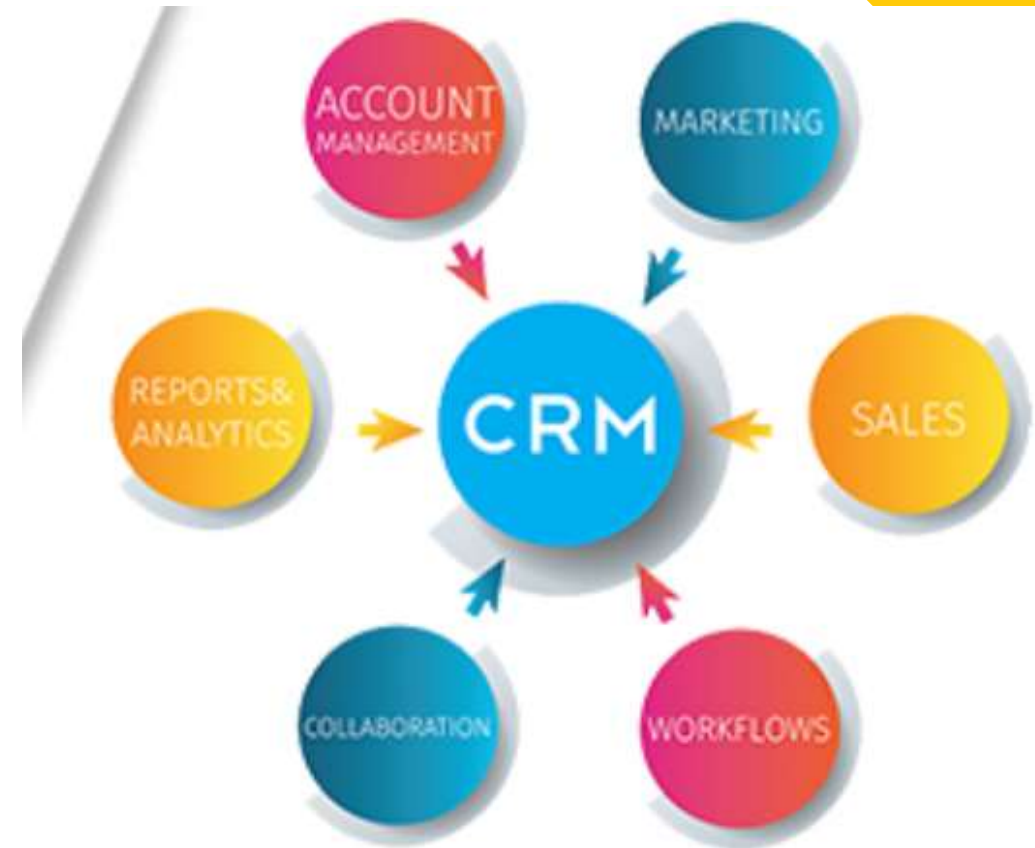 ACCOUNT
MANAGEMENT
MARKETING
REPORTS&
ANALYTICS
CRM
SALES
COLLABORATION
WORKFLOWS